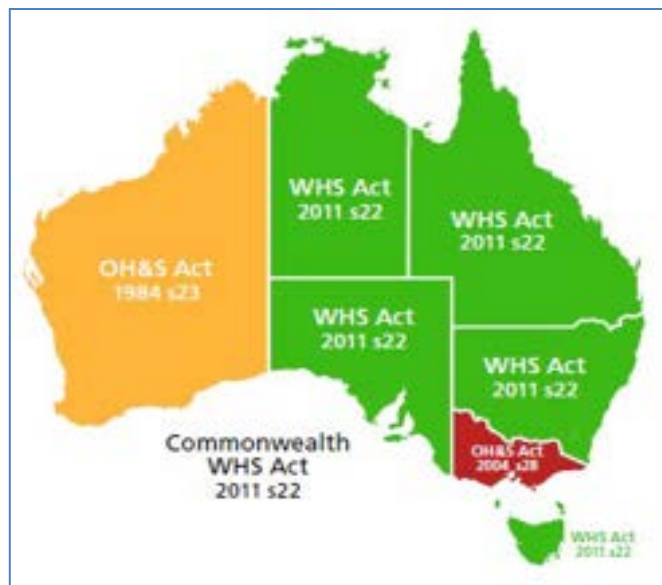 WHS Act
2011 s22
WHS Act
2011 s22
OH&S Act
1984 s23
WHS Act
2011 s22
WHS Act
2011 s22
Commonwealth
WHS Act
2011 s22
OH&S Act
2004 s28
WHS Act
2011 s22